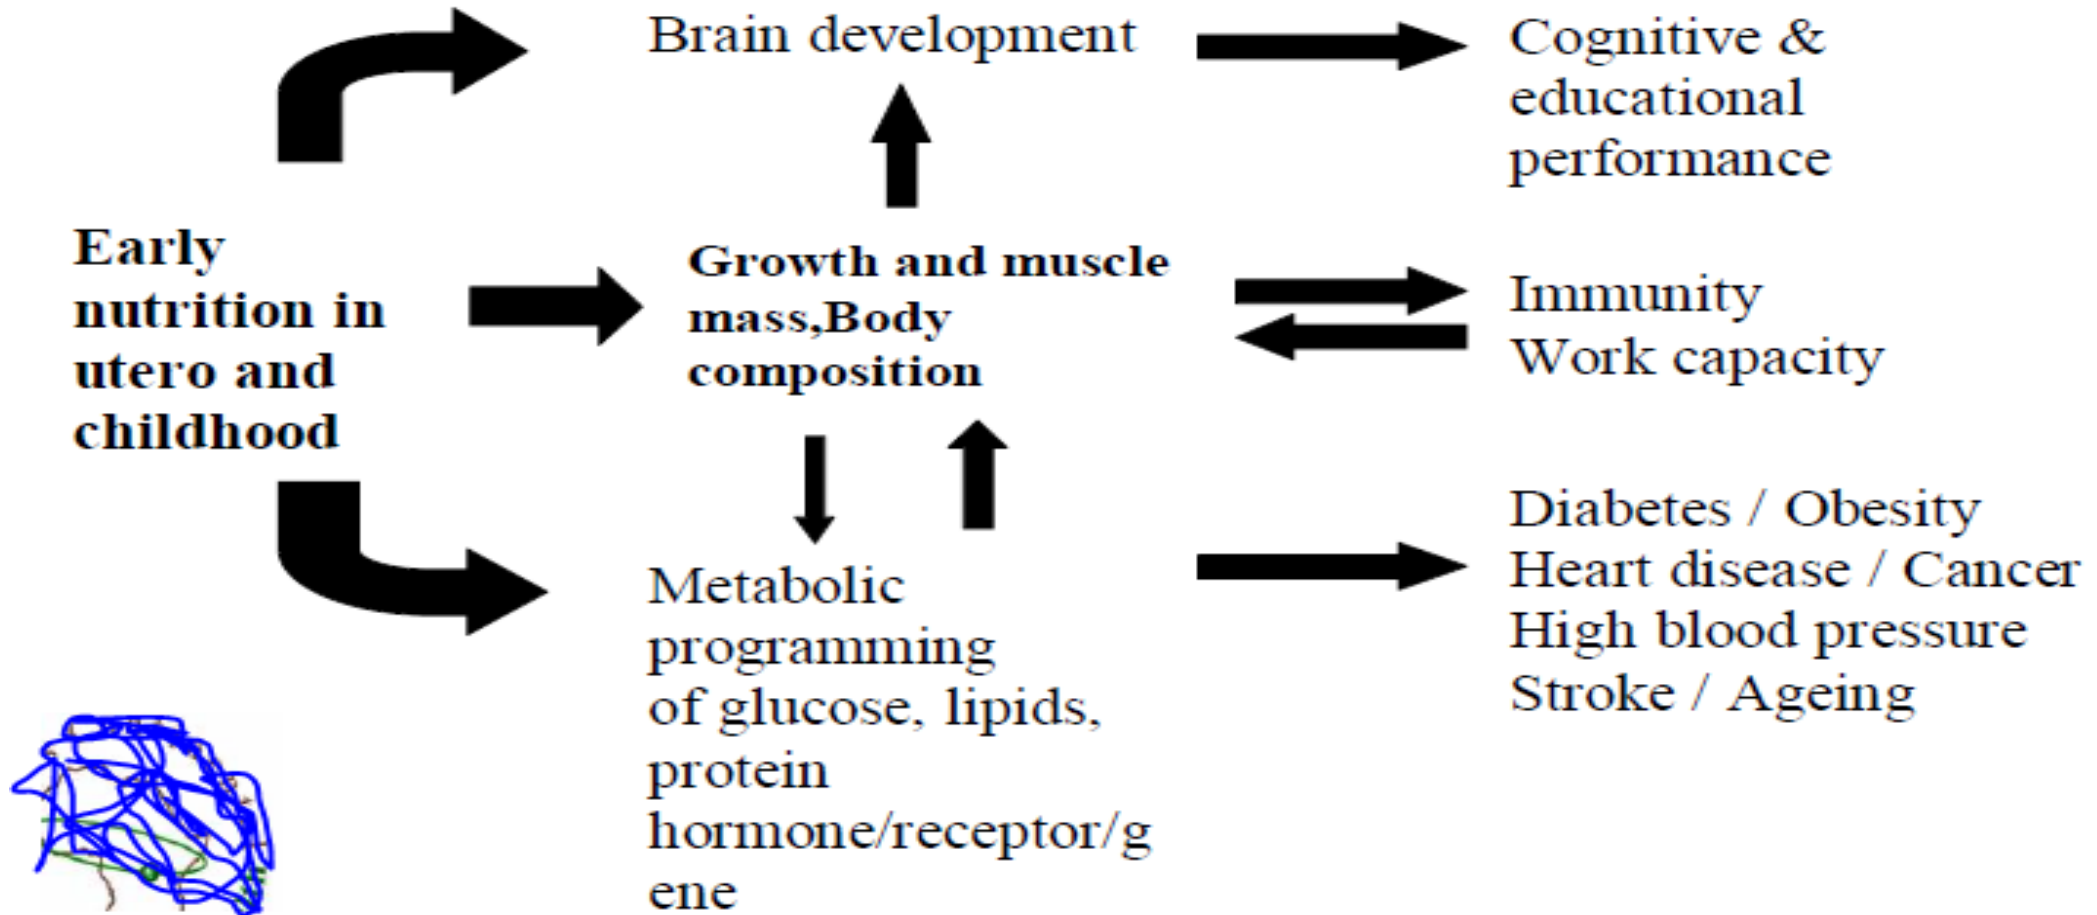 Brain development
Cognitive &
educational
performance
Early
nutrition in
utero and
childhood
Growth and muscle
mass,Body
composition
Immunity
Work capacity
Metabolic
programming
of glucose, lipids,
protein
hormone/receptor/g
ene
Diabetes / Obesity
Heart disease / Cancer
High blood pressure
Stroke / Ageing